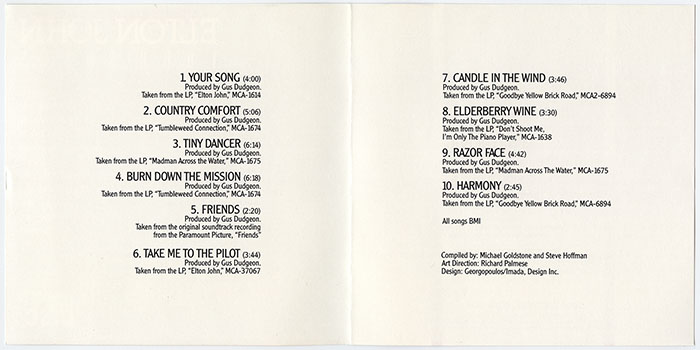 1. YOUR SONG (4:00)
Produced by Gus Dudgeon.
Taken from the LP, "Elton John," MCA-1614
2. COUNTRY COMFORT (5:06)
Produced by Gus Dudgeon.
Taken from the LP, "Tumbleweed Connection," MCA-1674
3. TINY DANCER (6:14)
Produced by Gus Dudgeon.
Taken from the LP, "Madman Across the Water," MCA-1675
4. BURN DOWN THE MISSION (6:18)
Produced by Gus Dudgeon.
Taken from the LP, "Tumbleweed Connection," MCA-1674
5. FRIENDS (2:20)
Produced by Gus Dudgeon.
Taken from the original soundtrack recording
from the Paramount Picture, "Friends"
6. TAKE ME TO THE PILOT (3:44)
Produced by Gus Dudgeon.
Taken from the LP, "Elton John," MCA-37067
7. CANDLE IN THE WIND (3:46)
Produced by Gus Dudgeon.
Taken from the LP, "Goodbye Yellow Brick Road," MCA2-6894
8. ELDERBERRY WINE (3:30)
Produced by Gus Dudgeon.
Taken from the LP, "Don't Shoot Me,
I'm Only The Piano Player," MCA-1638
9. RAZOR FACE (4:42)
Produced by Gus Dudgeon.
Taken from the LP, "Madman Across The Water," MCA-1675
10. HARMONY (2:45)
Produced by Gus Dudgeon.
Taken from the LP, "Goodbye Yellow Brick Road," MCA-6894
All songs BMI
Compiled by: Michael Goldstone and Steve Hoffman
Art Direction: Richard Palmese
Design: Georgopoulos/Imada, Design Inc.